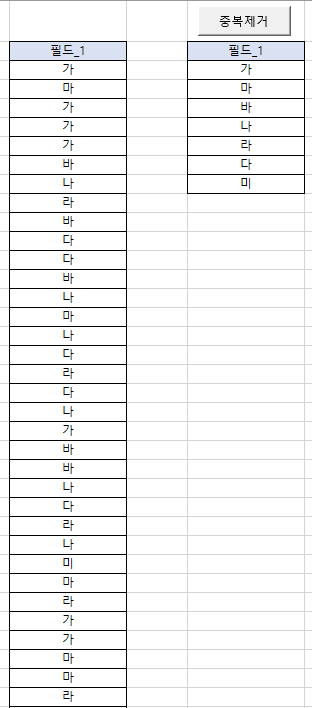 중복제거
필드_1 필드_1
가 가
마 마
가 바
가 나
가 라
바 다
나 미
라
바
다
다
바
나
마
나
다
라
다
나
가
바
바
나
다
라
나
미
마
라
가
가
마
마
라